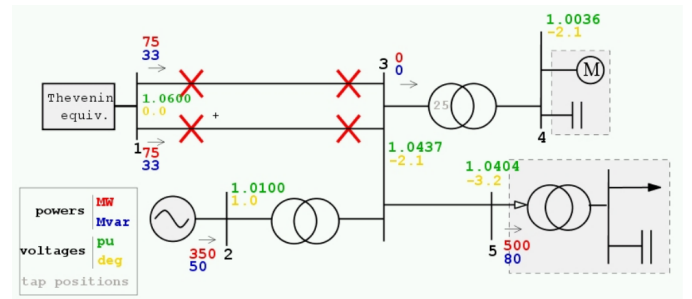 75
33
Thevenin
equiv.
1.0600
0.0
+
1
75
33
3
0
0
25
1.0036
-2.1
M
4
1.0437
-2.1
1.0404
-3.2
1.0100
1.0
350
50
2
5
500
80
powers
MW
Mvar
voltages
pu
deg
tap positions